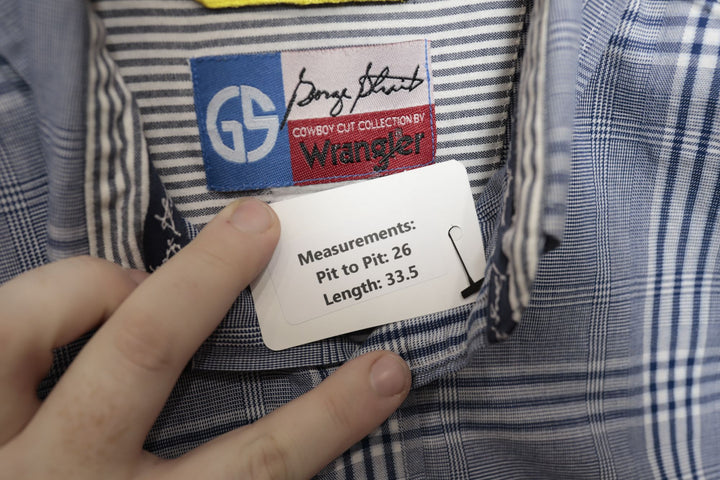 GS
George Strait
COWBOY CUT COLLECTION BY
Wrangler
Measurements:
Pit to Pit: 26
Length: 33.5